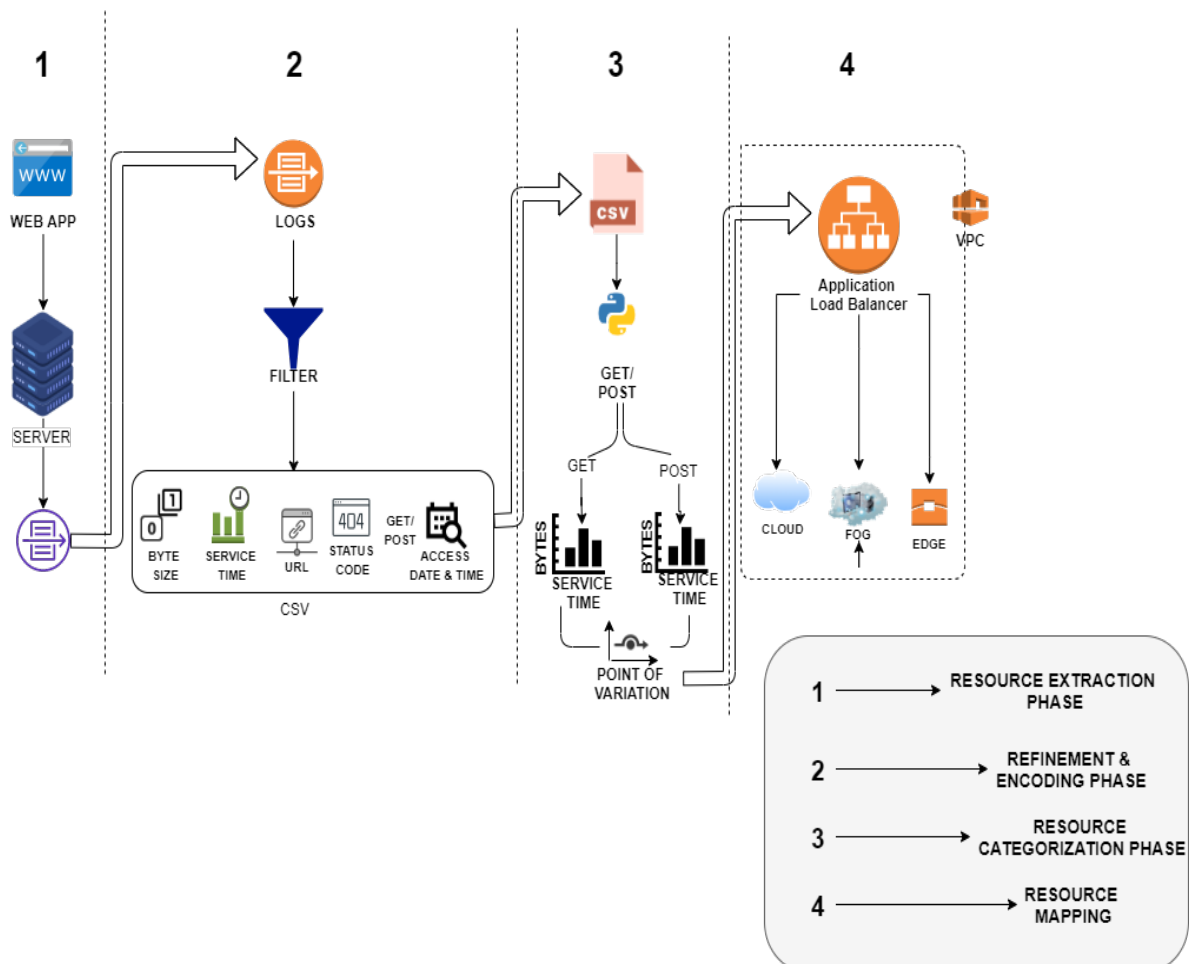 1
2
3
4
WWW
WEB APP
SERVER
LOGS
FILTER
1
0
BYTE
SIZE
SERVICE
TIME
URL
404
STATUS
CODE
GET/
POST
ACCESS
DATE & TIME
CSV
CSV
GET/
POST
GET
POST
BYTES
SERVICE
TIME
BYTES
SERVICE
TIME
POINT OF
VARIATION
VPC
Application
Load Balancer
CLOUD
FOG
EDGE
1
RESOURCE EXTRACTION
PHASE
2
REFINEMENT &
ENCODING PHASE
3
RESOURCE
CATEGORIZATION PHASE
4
RESOURCE
MAPPING